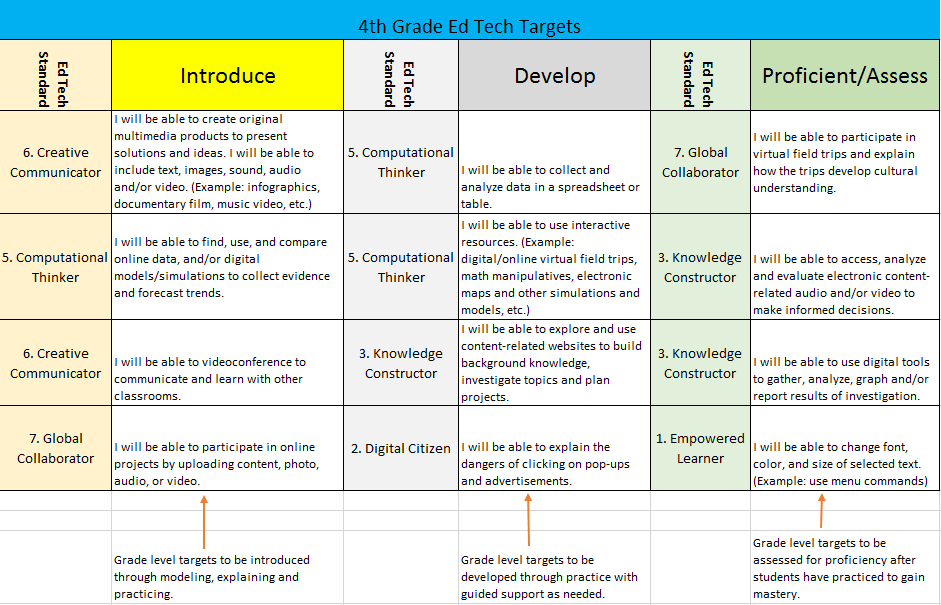 4th Grade Ed Tech Targets
Ed Tech
Standard
Introduce
Ed Tech
Standard
Develop
Ed Tech
Standard
Proficient/Assess
6. Creative
Communicator
I will be able to create original
multimedia products to present
solutions and ideas. I will be able to
include text, images, sound, audio
and/or video. (Example: infographics,
documentary film, music video, etc.)
5. Computational
Thinker
I will be able to collect and
analyze data in a spreadsheet or
table.
7. Global
Collaborator
I will be able to participate in
virtual field trips and explain
how the trips develop cultural
understanding.
5. Computational
Thinker
I will be able to find, use, and compare
online data, and/or digital
models/simulations to collect evidence
and forecast trends.
5. Computational
Thinker
I will be able to use interactive
resources. (Example:
digital/online virtual field trips,
math manipulatives, electronic
maps and other simulations and
models, etc.)
3. Knowledge
Constructor
I will be able to access, analyze
and evaluate electronic content-
related audio and/or video to
make informed decisions.
6. Creative
Communicator
I will be able to videoconference to
communicate and learn with other
classrooms.
3. Knowledge
Constructor
I will be able to explore and use
content-related websites to build
background knowledge,
investigate topics and plan
projects.
3. Knowledge
Constructor
I will be able to use digital tools
to gather, analyze, graph and/or
report results of investigation.
7. Global
Collaborator
I will be able to participate in online
projects by uploading content, photo,
audio, or video.
2. Digital Citizen
I will be able to explain the
dangers of clicking on pop-ups
and advertisements.
1. Empowered
Learner
I will be able to change font,
color, and size of selected text.
(Example: use menu commands)
Grade level targets to be introduced
through modeling, explaining and
practicing.
Grade level targets to be
developed through practice with
guided support as needed.
Grade level targets to be
assessed for proficiency after
students have practiced to gain
mastery.